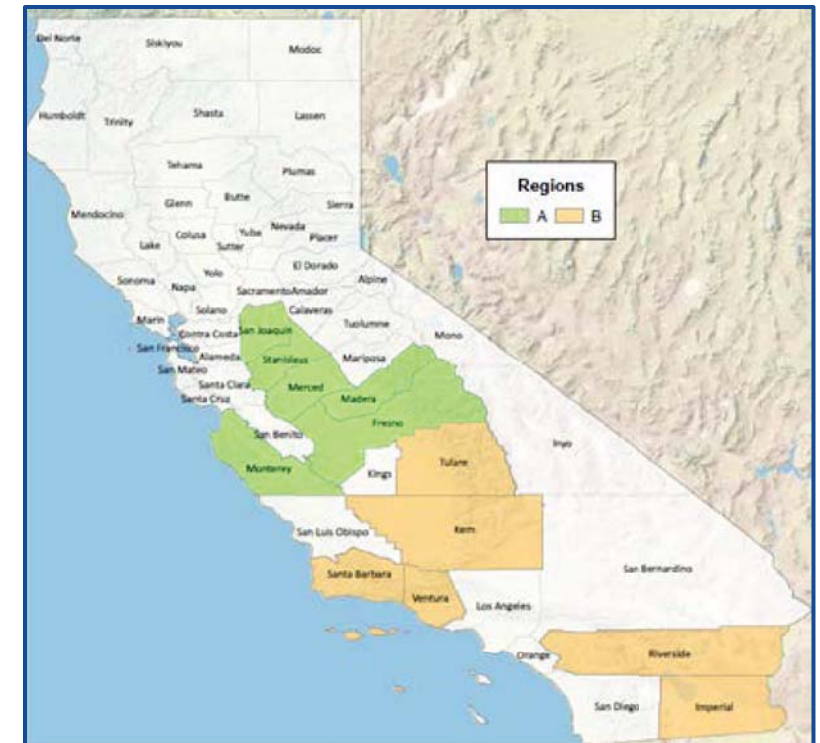 Del Norte
Siskiyou
Modoc
Humboldt
Trinity
Shasta
Lassen
Tehama
Plumas
Regions
A B
Glenn
Butte
Sierra
Mendocino
Colusa
Yuba
Nevada
Placer
Lake
Sutter
El Dorado
Sonoma
Napa
Yolo
Alpine
Sacramento
Amador
Marin
Solano
Calaveras
Contra Costa
San Joaquin
Tuolumne
Mono
San Francisco
Alameda
Stanislaus
Mariposa
San Mateo
Santa Clara
Merced
Santa Cruz
Madera
Fresno
San Benito
Inyo
Monterey
Kings
Tulare
San Luis Obispo
Kern
San Bernardino
Santa Barbara
Ventura
Los Angeles
Orange
Riverside
San Diego
Imperial